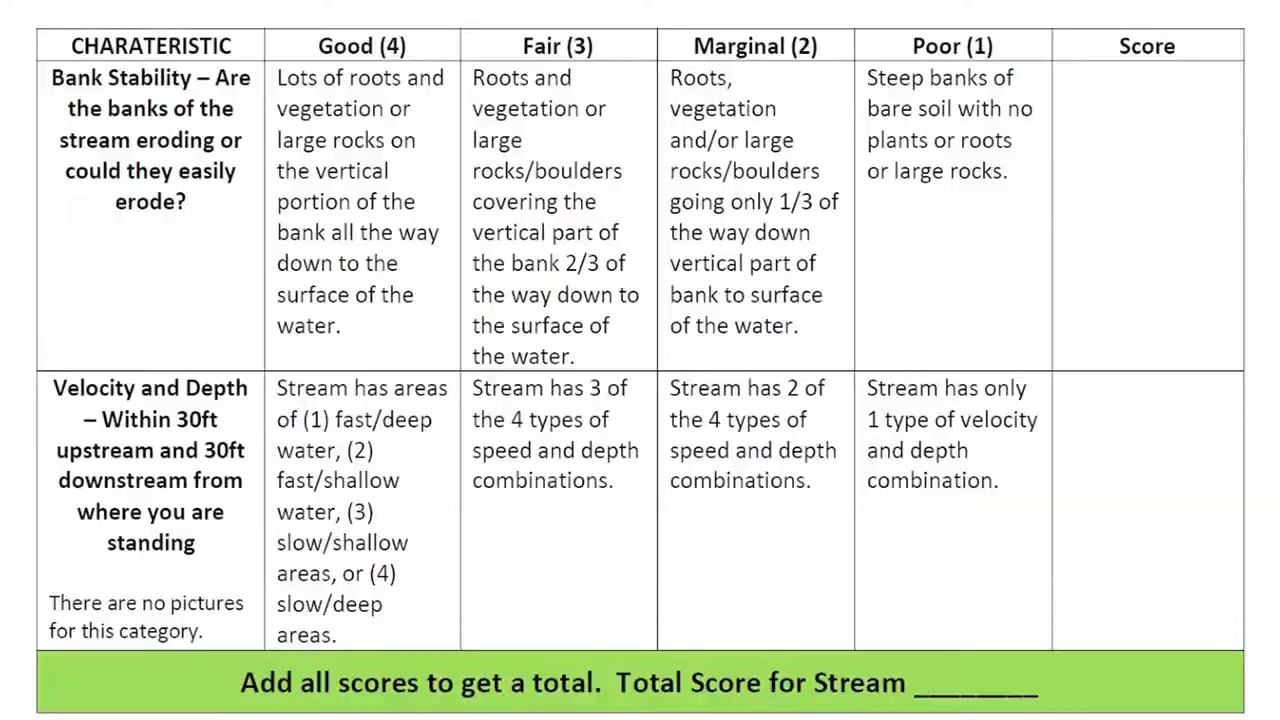 CHARATERISTIC
Good (4)
Fair (3)
Marginal (2)
Poor (1)
Score
Bank Stability – Are
the banks of the
stream eroding or
could they easily
erode?
Lots of roots and
vegetation or
large rocks on
the vertical
portion of the
bank all the way
down to the
surface of the
water.
Roots and
vegetation or
large
rocks/boulders
covering the
vertical part of
the bank 2/3 of
the way down to
the surface of
the water.
Roots,
vegetation
and/or large
rocks/boulders
going only 1/3 of
the way down
vertical part of
bank to surface
of the water.
Steep banks of
bare soil with no
plants or roots
or large rocks.
Velocity and Depth
– Within 30ft
upstream and 30ft
downstream from
where you are
standing
There are no pictures
for this category.
Stream has areas
of (1) fast/deep
water, (2)
fast/shallow
water, (3)
slow/shallow
areas, or (4)
slow/deep
areas.
Stream has 3 of
the 4 types of
speed and depth
combinations.
Stream has 2 of
the 4 types of
speed and depth
combinations.
Stream has only
1 type of velocity
and depth
combination.
Add all scores to get a total.  Total Score for Stream ________